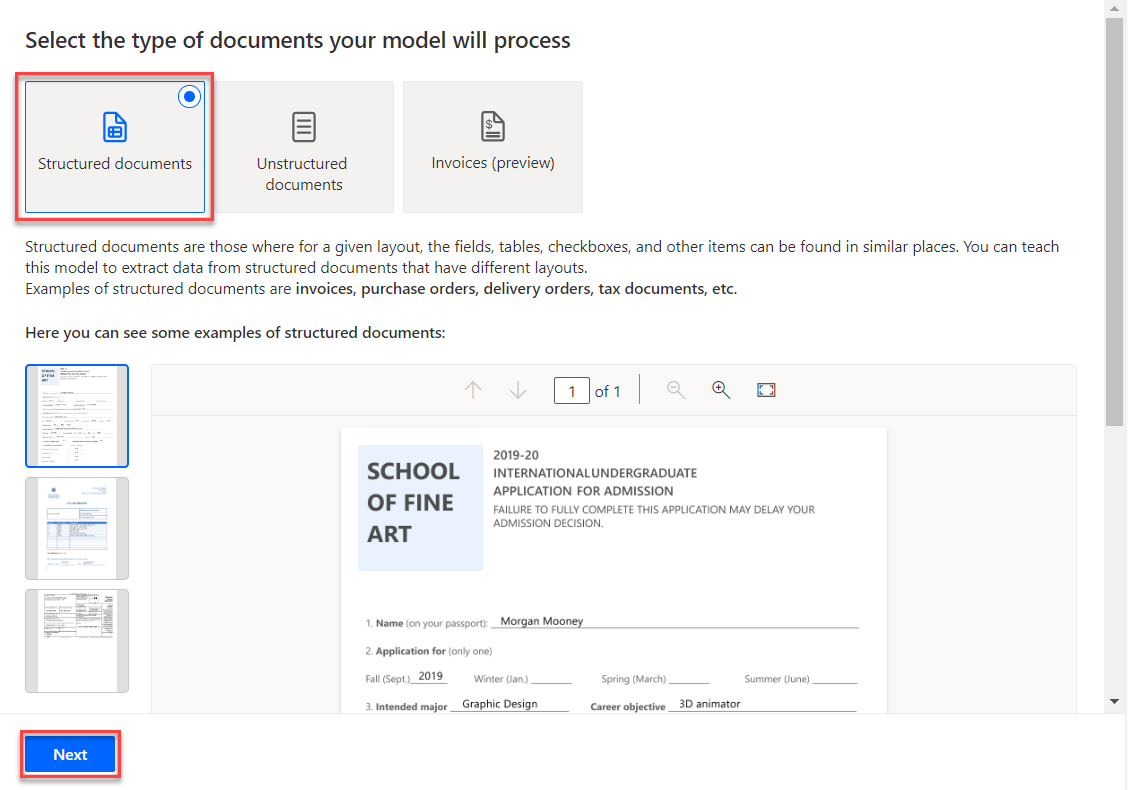 Select the type of documents your model will process
Structured documents
Unstructured
documents
Invoices (preview)
Structured documents are those where for a given layout, the fields, tables, checkboxes, and other items can be found in similar places. You can teach
this model to extract data from structured documents that have different layouts.
Examples of structured documents are invoices, purchase orders, delivery orders, tax documents, etc.
Here you can see some examples of structured documents:
SCHOOL
OF FINE
ART
1 of 1
SCHOOL
OF FINE
ART
2019-20
INTERNATIONAL UNDERGRADUATE
APPLICATION FOR ADMISSION
FAILURE TO FULLY COMPLETE THIS APPLICATION MAY DELAY YOUR
ADMISSION DECISION.
1. Name (on your passport): Morgan Mooney
2. Application for (only one)
Fall (Sept.) 2019 Winter (Jan.) Spring (March) Summer (June)
3. Intended major Graphic Design Career objective 3D animator
Next